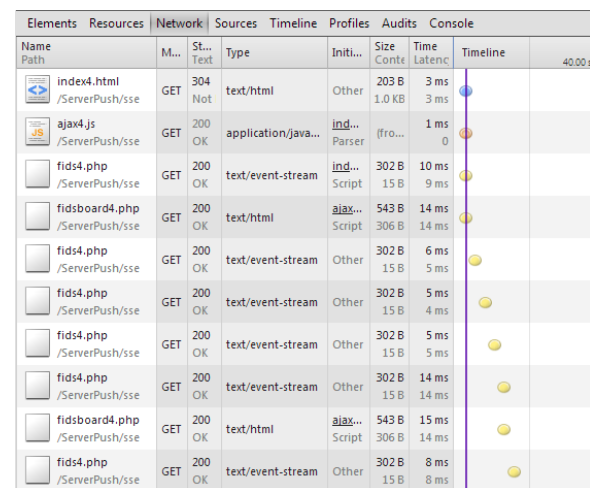 Elements Resources Network Sources Timeline Profiles Audits Console
Name M... St... Type Initi... Size Time Timeline
Path Text Conte Latenc 40.00 s
index4.html GET 304 text/html Other 203 B 3 ms
/ServerPush/sse Not 1.0 KB 3 ms
JS
ajax4.js GET 200 application/java... ind... (fro... 1 ms
/ServerPush/sse OK Parser 0
fids4.php GET 200 text/event-stream ind... 302 B 10 ms
/ServerPush/sse OK Script 15 B 9 ms
fidsboard4.php GET 200 text/html ajax... 543 B 14 ms
/ServerPush/sse OK Script 306 B 14 ms
fids4.php GET 200 text/event-stream Other 302 B 6 ms
/ServerPush/sse OK 15 B 5 ms
fids4.php GET 200 text/event-stream Other 302 B 5 ms
/ServerPush/sse OK 15 B 4 ms
fids4.php GET 200 text/event-stream Other 302 B 5 ms
/ServerPush/sse OK 15 B 5 ms
fids4.php GET 200 text/event-stream Other 302 B 14 ms
/ServerPush/sse OK 15 B 14 ms
fidsboard4.php GET 200 text/html ajax... 543 B 15 ms
/ServerPush/sse OK Script 306 B 14 ms
fids4.php GET 200 text/event-stream Other 302 B 8 ms
/ServerPush/sse OK 15 B 8 ms